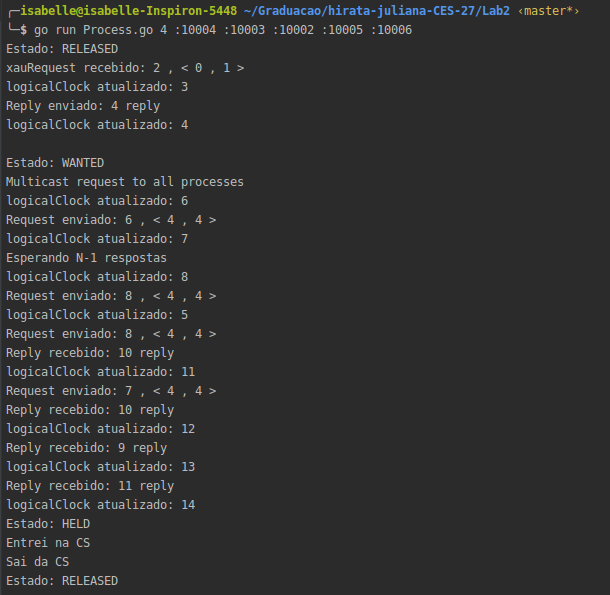 ┌─isabelle@isabelle-Inspiron-5448 ~/Graduacao/hirata-juliana-CES-27/Lab2 ‹master*›
└─$ go run Process.go 4 :10004 :10003 :10002 :10005 :10006
Estado: RELEASED
xauRequest recebido: 2 , < 0 , 1 >
logicalClock atualizado: 3
Reply enviado: 4 reply
logicalClock atualizado: 4

Estado: WANTED
Multicast request to all processes
logicalClock atualizado: 6
Request enviado: 6 , < 4 , 4 >
logicalClock atualizado: 7
Esperando N-1 respostas
logicalClock atualizado: 8
Request enviado: 8 , < 4 , 4 >
logicalClock atualizado: 5
Request enviado: 8 , < 4 , 4 >
Reply recebido: 10 reply
logicalClock atualizado: 11
Request enviado: 7 , < 4 , 4 >
Reply recebido: 10 reply
logicalClock atualizado: 12
Reply recebido: 9 reply
logicalClock atualizado: 13
Reply recebido: 11 reply
logicalClock atualizado: 14
Estado: HELD
Entrei na CS
Sai da CS
Estado: RELEASED